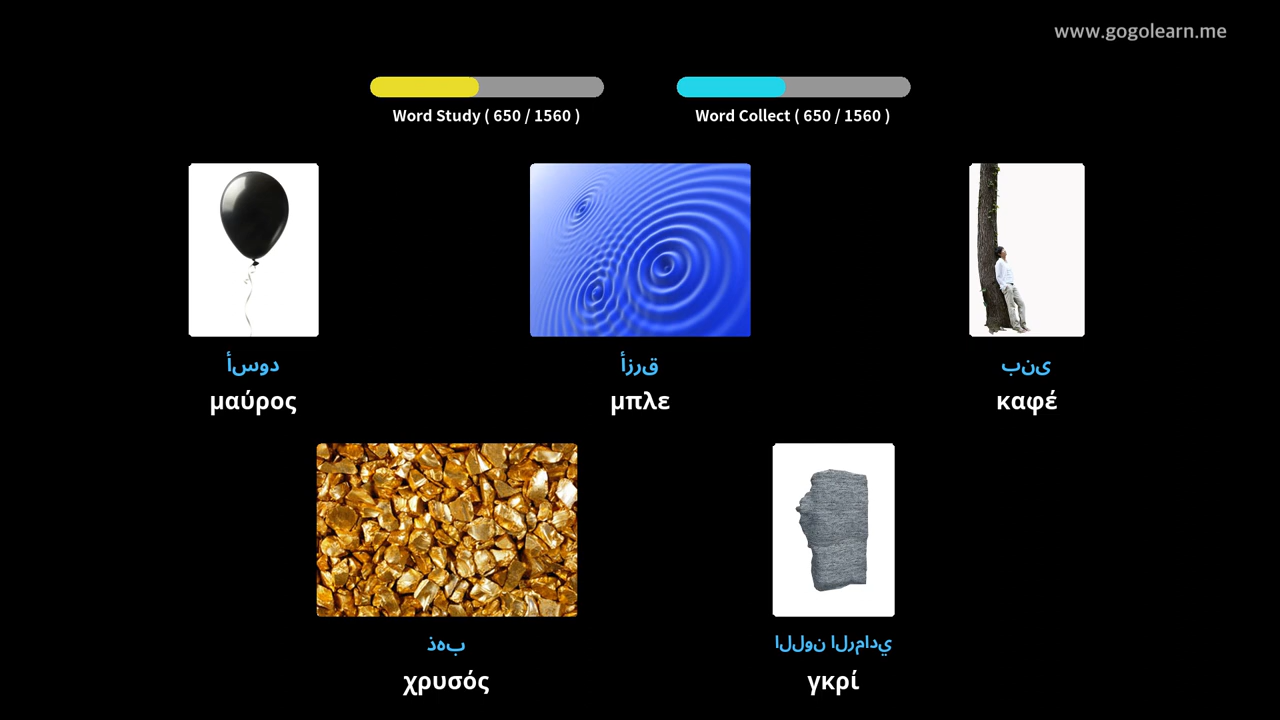 www.gogolearn.me
Word Study ( 650 / 1560 )
Word Collect ( 650 / 1560 )
أسود
أزرق
بنى
μαύρος
μπλε
καφέ
ذهب
اللون الرمادي
χρυσός
γκρί